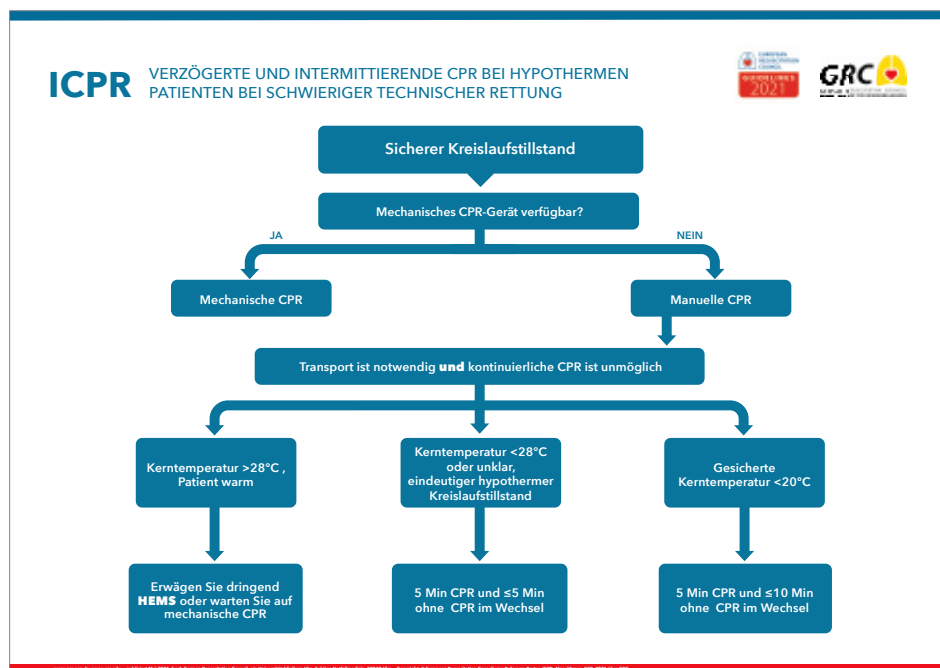 ICPR
VERZÖGERTE UND INTERMITTIERENDE CPR BEI HYPOTHERMEN
PATIENTEN BEI SCHWIERIGER TECHNISCHER RETTUNG
EUROPEAN
RESUSCITATION
COUNCIL
GUIDELINES
2021
GRC
Sicherer Kreislaufstillstand
Mechanisches CPR-Gerät verfügbar?
JA
NEIN
Mechanische CPR
Manuelle CPR
Transport ist notwendig und kontinuierliche CPR ist unmöglich
Kerntemperatur >28°C ,
Patient warm
Kerntemperatur <28°C
oder unklar,
eindeutiger hypothermer
Kreislaufstillstand
Gesicherte
Kerntemperatur <20°C
Erwägen Sie dringend
HEMS oder warten Sie auf
mechanische CPR
5 Min CPR und ≤5 Min
ohne CPR im Wechsel
5 Min CPR und ≤10 Min
ohne CPR im Wechsel